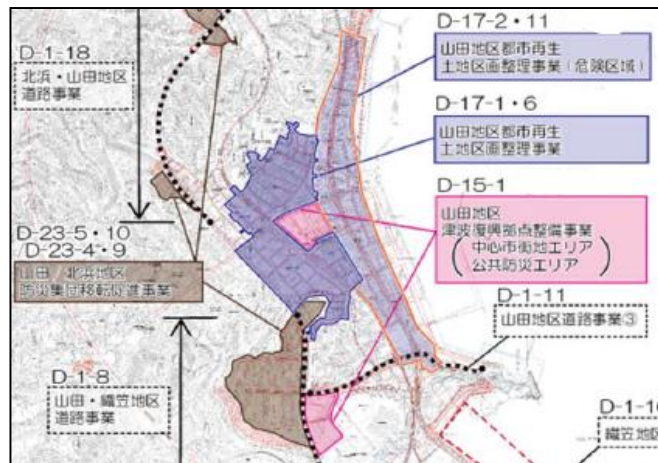 D-17-2・11
山田地区都市再生
土地区画整理事業(危険区域)
D-1-18
北浜・山田地区
道路事業
D-17-1・6
山田地区都市再生
土地区画整理事業
D-15-1
山田地区
津波復興拠点整備事業
(中心市街地エリア
公共防災エリア)
D-23-5・10
D-23-4・9
山田/北浜地区
防災集団移転促進事業
D-1-11
山田地区道路事業③
D-1-8
山田・織笠地区
道路事業
D-1-10
織笠地区